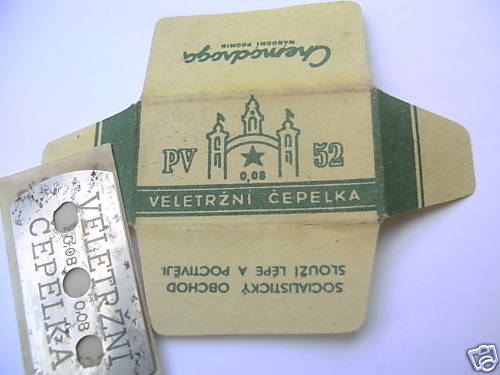 Chemodroga
NÁRODNÍ PODNIK
PV 52
0,08
VELETRŽNÍ ČEPELKA
SOCIALISTICKÝ OBCHOD
SLOUŽÍ LÉPE A POCTIVĚJI
VELETRŽNÍ
0,08 0,08
ČEPELKA
ebY